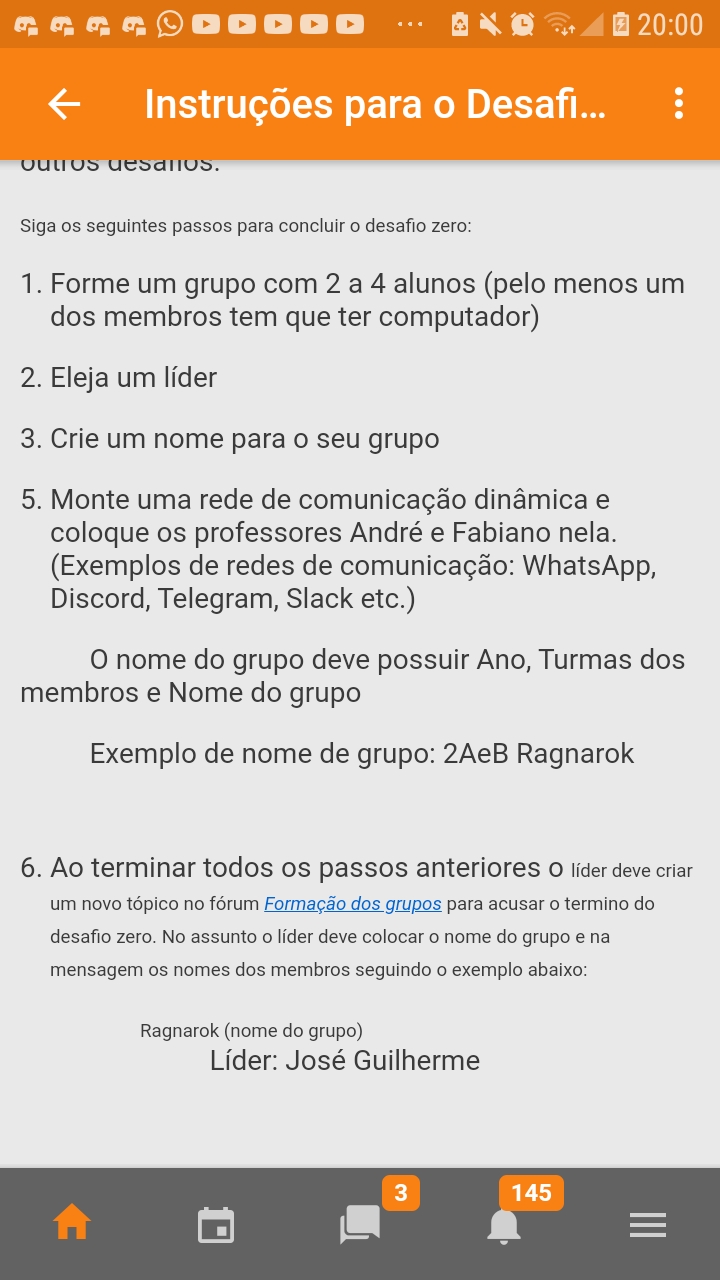 20:00
Instruções para o Desafi...
outros desafios.
Siga os seguintes passos para concluir o desafio zero:
1. Forme um grupo com 2 a 4 alunos (pelo menos um
dos membros tem que ter computador)
2. Eleja um líder
3. Crie um nome para o seu grupo
5. Monte uma rede de comunicação dinâmica e
coloque os professores André e Fabiano nela.
(Exemplos de redes de comunicação: WhatsApp,
Discord, Telegram, Slack etc.)
O nome do grupo deve possuir Ano, Turmas dos
membros e Nome do grupo
Exemplo de nome de grupo: 2AeB Ragnarok
6. Ao terminar todos os passos anteriores o líder deve criar
um novo tópico no fórum Formação dos grupos para acusar o termino do
desafio zero. No assunto o líder deve colocar o nome do grupo e na
mensagem os nomes dos membros seguindo o exemplo abaixo:
Ragnarok (nome do grupo)
Líder: José Guilherme
3
145